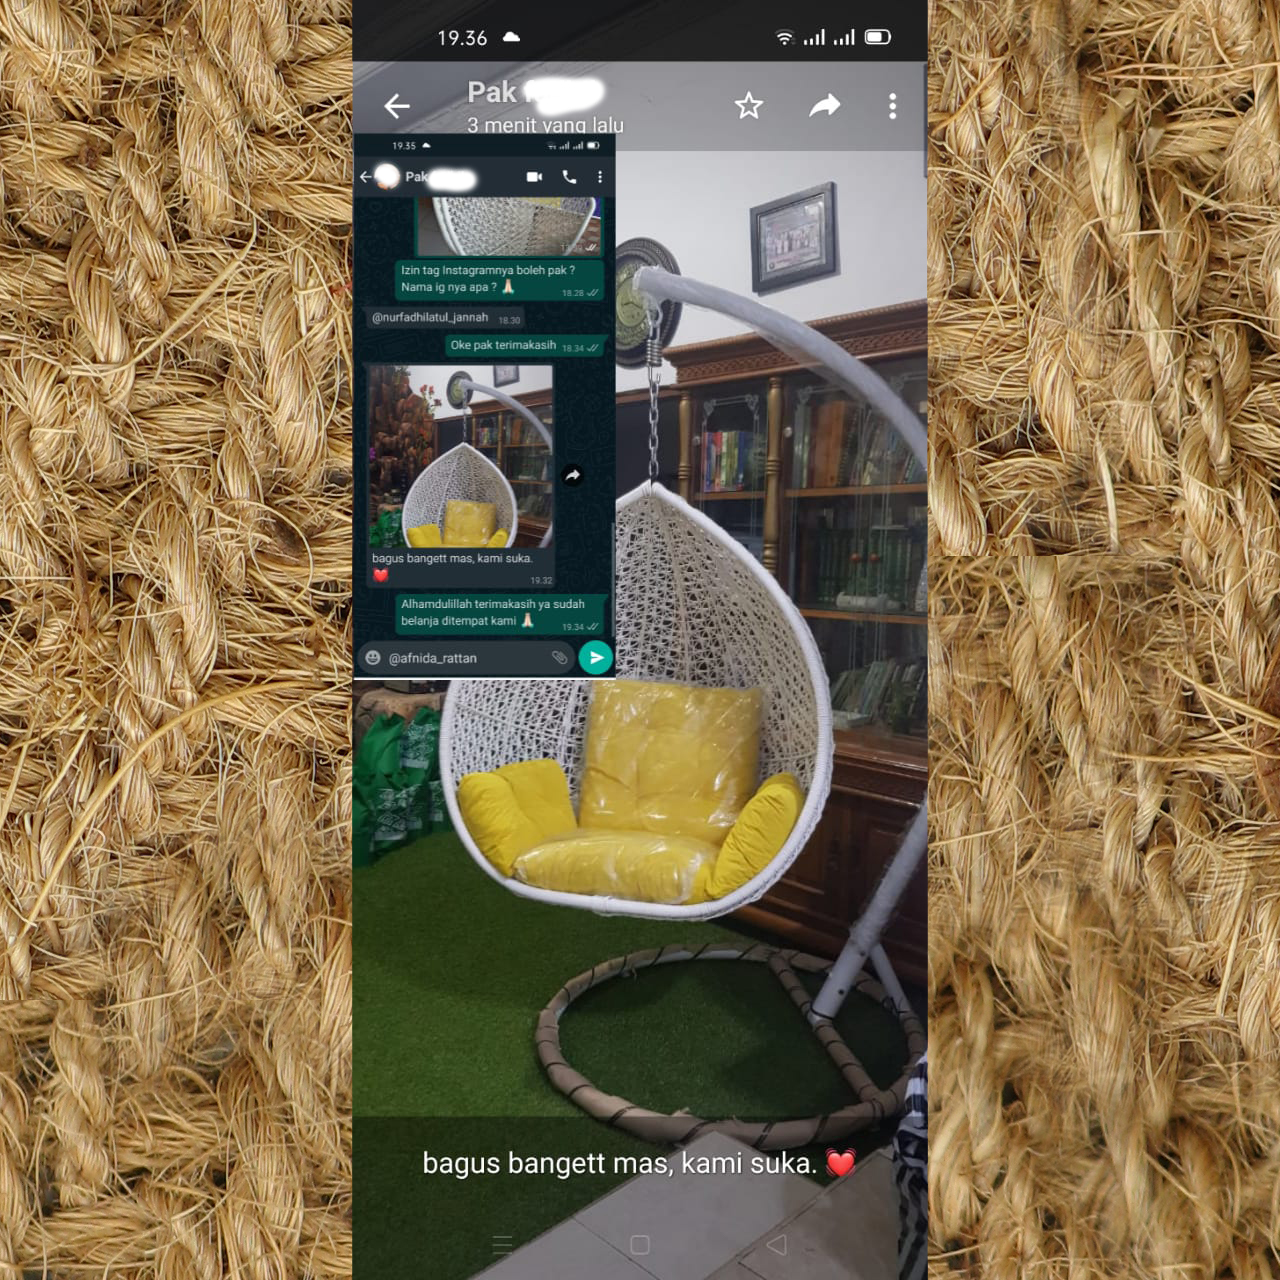 19.36
Pak
3 menit yang lalu
19.35
Pak
Izin tag Instagramnya boleh pak ?
Nama ig nya apa ? 🙏🏻
18.28
@nurfadhilatul_jannah 18.30
Oke pak terimakasih 18.34
bagus bangett mas, kami suka.
❤️
19.32
Alhamdulillah terimakasih ya sudah
belanja ditempat kami 🙏🏻
19.34
@afnida_rattan
bagus bangett mas, kami suka. 💓